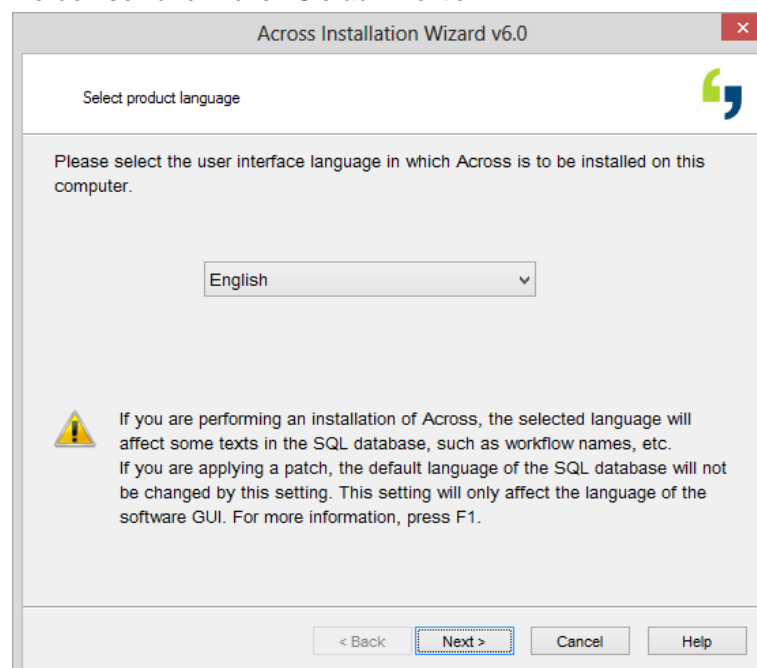 Across Installation Wizard v6.0
Select product language
Please select the user interface language in which Across is to be installed on this
computer.
English
If you are performing an installation of Across, the selected language will
affect some texts in the SQL database, such as workflow names, etc.
If you are applying a patch, the default language of the SQL database will not
be changed by this setting. This setting will only affect the language of the
software GUI. For more information, press F1.
< Back Next > Cancel Help